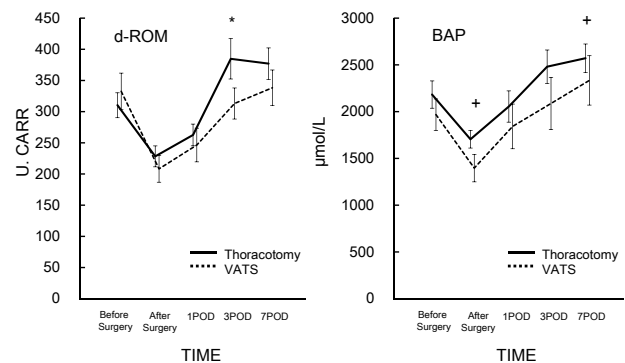 d-ROM
*
U. CARR
450
400
350
300
250
200
150
100
50
0
Thoracotomy
VATS
Before
Surgery
After
Surgery
1POD
3POD
7POD
TIME
BAP
+
+
µmol/L
3000
2500
2000
1500
1000
500
0
Thoracotomy
VATS
Before
Surgery
After
Surgery
1POD
3POD
7POD
TIME